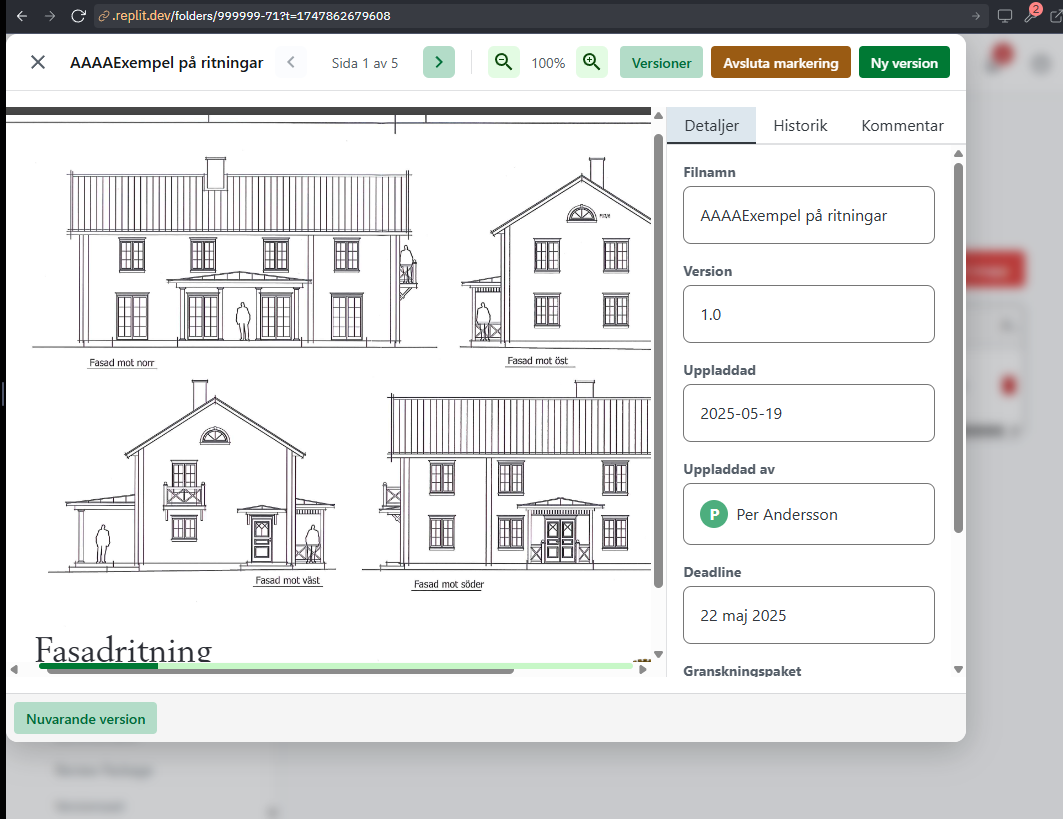 .replit.dev/folders/999999-71?t=1747862679608
2
AAAAExempel på ritningar
Sida 1 av 5
100%
Versioner
Avsluta markering
Ny version
Fasad mot norr
Fasad mot öst
Fasad mot väst
Fasad mot söder
Fasadritning
Detaljer
Historik
Kommentar
Filnamn
AAAAExempel på ritningar
Version
1.0
Uppladdad
2025-05-19
Uppladdad av
P Per Andersson
Deadline
22 maj 2025
Granskningspaket
Nuvarande version